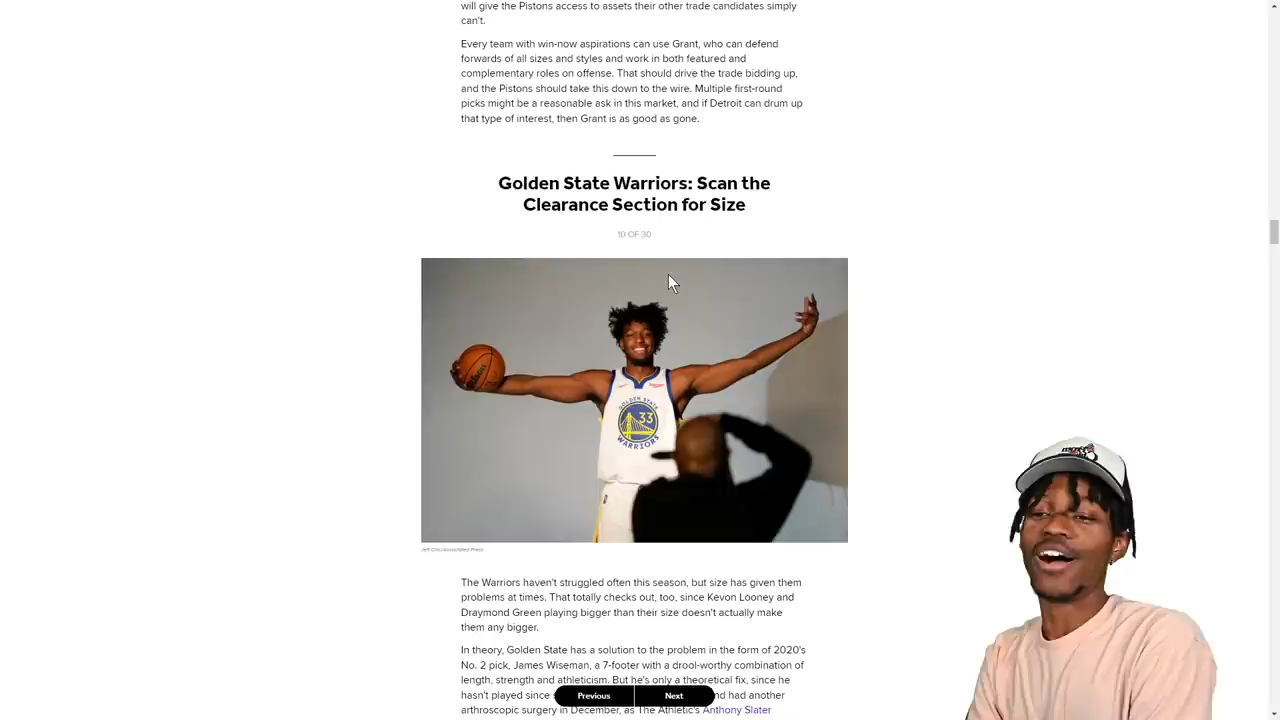 will give the Pistons access to assets their other trade candidates simply
can't.
Every team with win-now aspirations can use Grant, who can defend
forwards of all sizes and styles and work in both featured and
complementary roles on offense. That should drive the trade bidding up,
and the Pistons should take this down to the wire. Multiple first-round
picks might be a reasonable ask in this market, and if Detroit can drum up
that type of interest, then Grant is as good as gone.
Golden State Warriors: Scan the
Clearance Section for Size
10 OF 30
GOLDEN STATE
33
WARRIORS
Jeff Chiu/Associated Press
The Warriors haven't struggled often this season, but size has given them
problems at times. That totally checks out, too, since Kevon Looney and
Draymond Green playing bigger than their size doesn't actually make
them any bigger.
In theory, Golden State has a solution to the problem in the form of 2020's
No. 2 pick, James Wiseman, a 7-footer with a drool-worthy combination of
length, strength and athleticism. But he's only a theoretical fix, since he
hasn't played since
nd had another
Previous
Next
arthroscopic surgery in December, as The Athletic's Anthony Slater